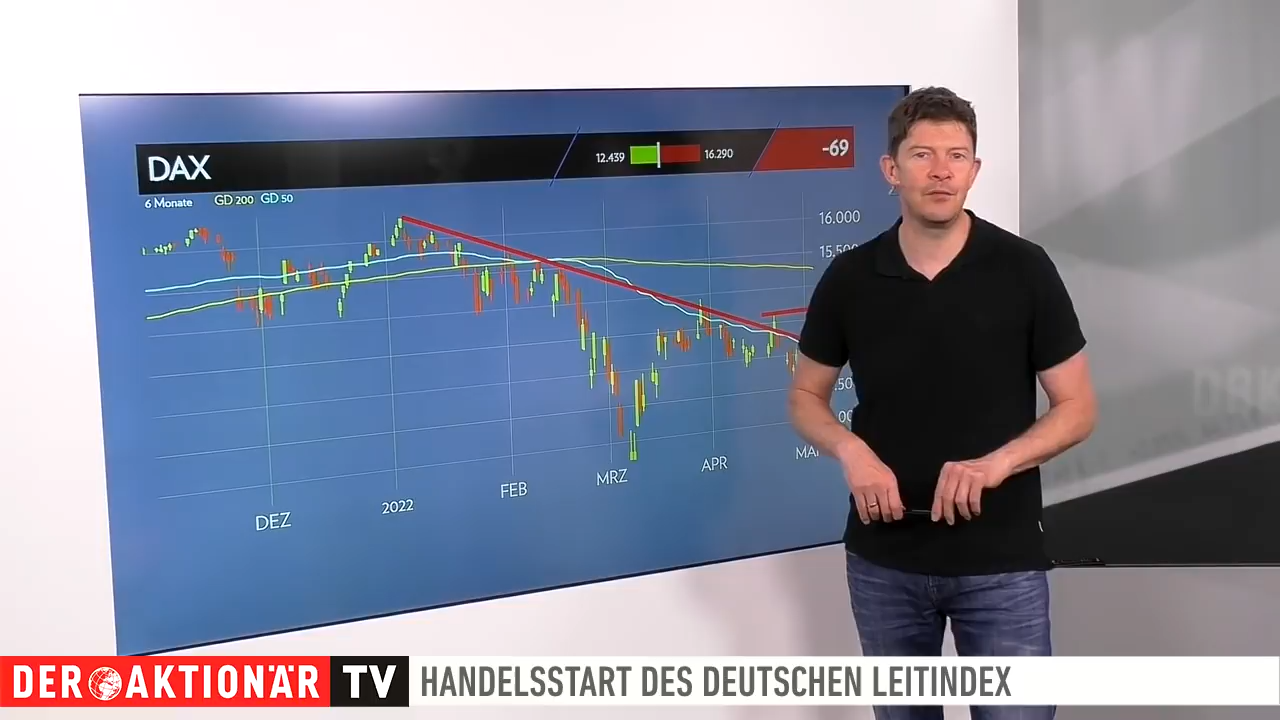 DAX
12.439
16.290
-69
6 Monate GD 200 GD 50
16.000
DEZ
2022
FEB
MRZ
APR
DER AKTIONÄR TV
HANDELSSTART DES DEUTSCHEN LEITINDEX